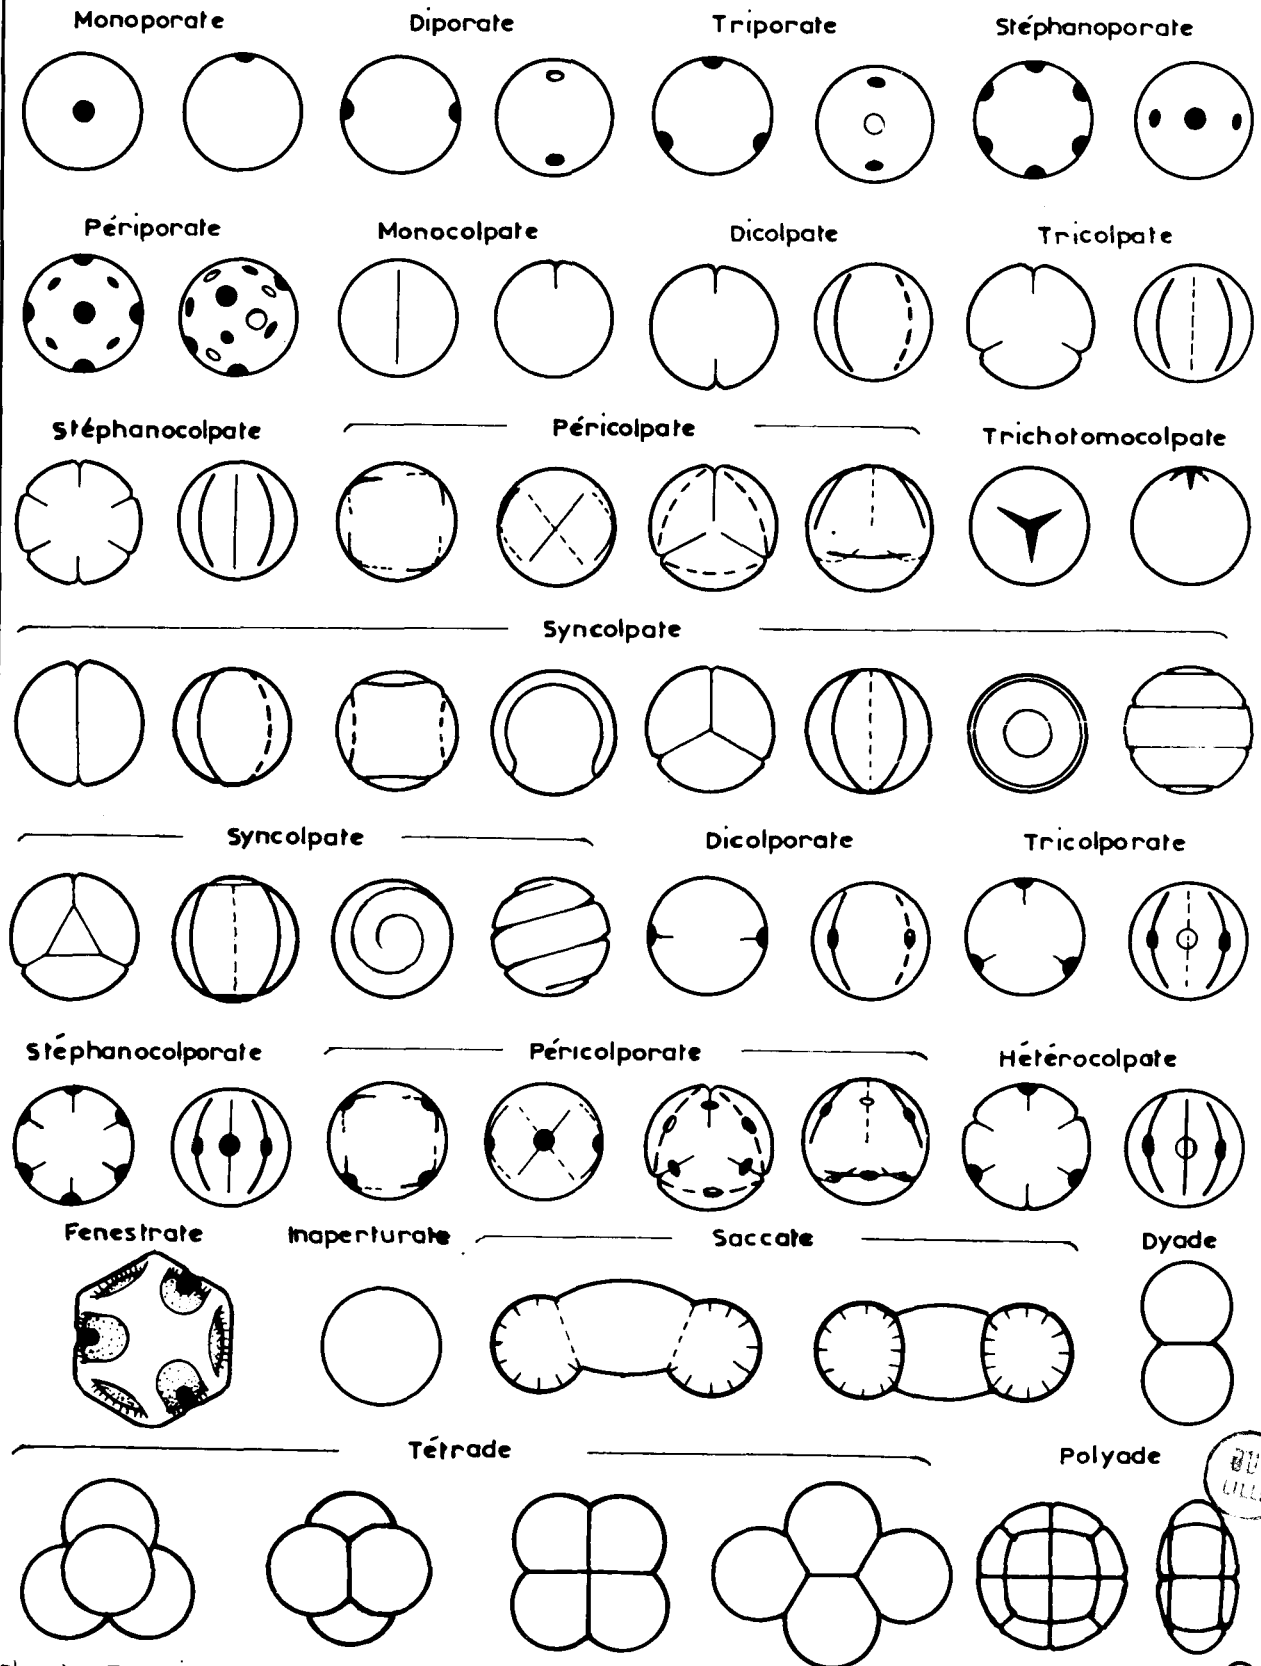 Monoporate Diporate Triporate Stéphanoporate
Périporate Monocolpate Dicolpate Tricolpate
Stéphanocolpate Péricolpate Trichotomocolpate
Syncolpate
Syncolpate Dicolporate Tricolporate
Stéphanocolporate Péricolporate Hétérocolpate
Fenestrate Inaperturate Saccate Dyade
Tétrade Polyade